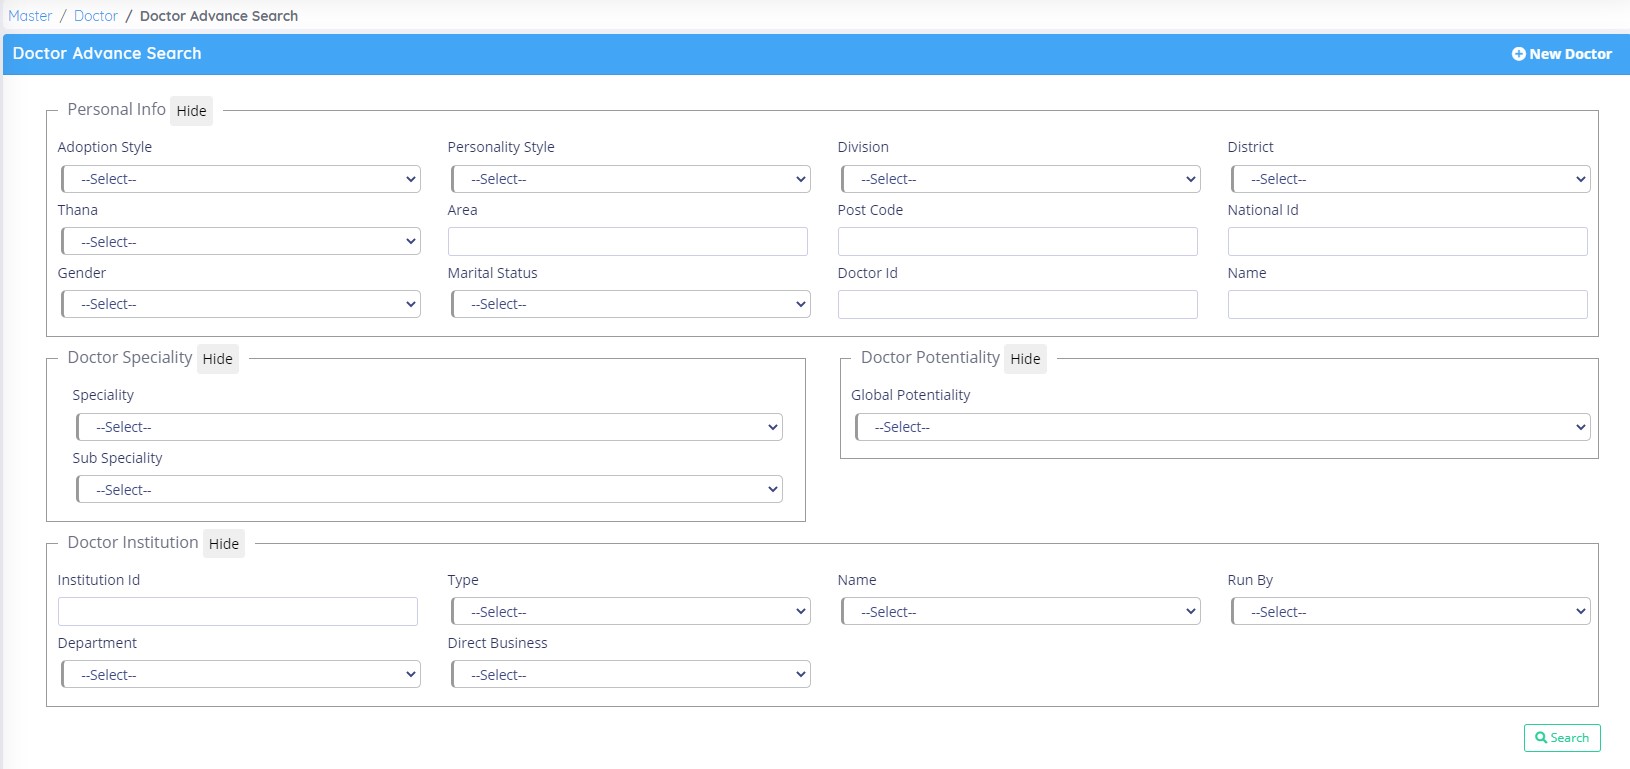 Master / Doctor / Doctor Advance Search
Doctor Advance Search New Doctor
Personal Info Hide
Adoption Style Personality Style Division District
--Select-- --Select-- --Select-- --Select--
Thana Area Post Code National Id
--Select--
Gender Marital Status Doctor Id Name
--Select-- --Select--
Doctor Speciality Hide
Speciality
--Select--
Sub Speciality
--Select--
Doctor Potentiality Hide
Global Potentiality
--Select--
Doctor Institution Hide
Institution Id Type Name Run By
--Select-- --Select-- --Select--
Department Direct Business
--Select-- --Select--
Search